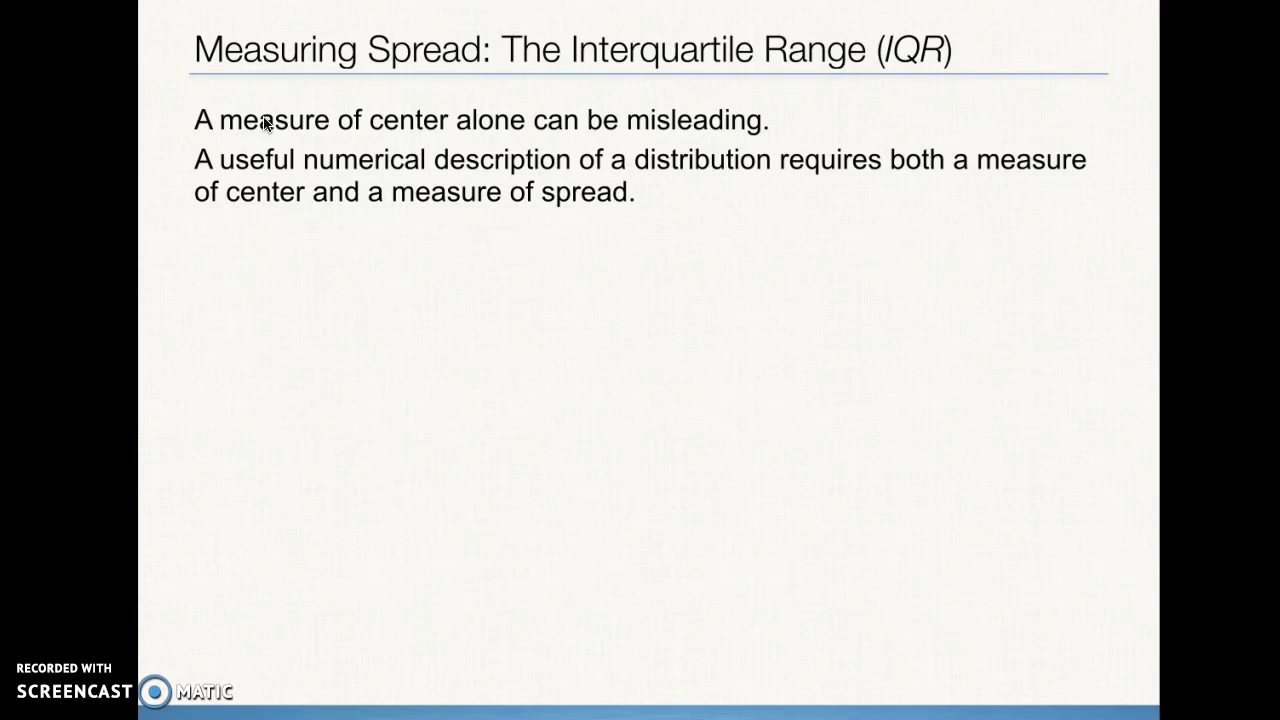 Measuring Spread: The Interquartile Range (IQR)
A measure of center alone can be misleading.
A useful numerical description of a distribution requires both a measure
of center and a measure of spread.
RECORDED WITH
SCREENCAST MATIC